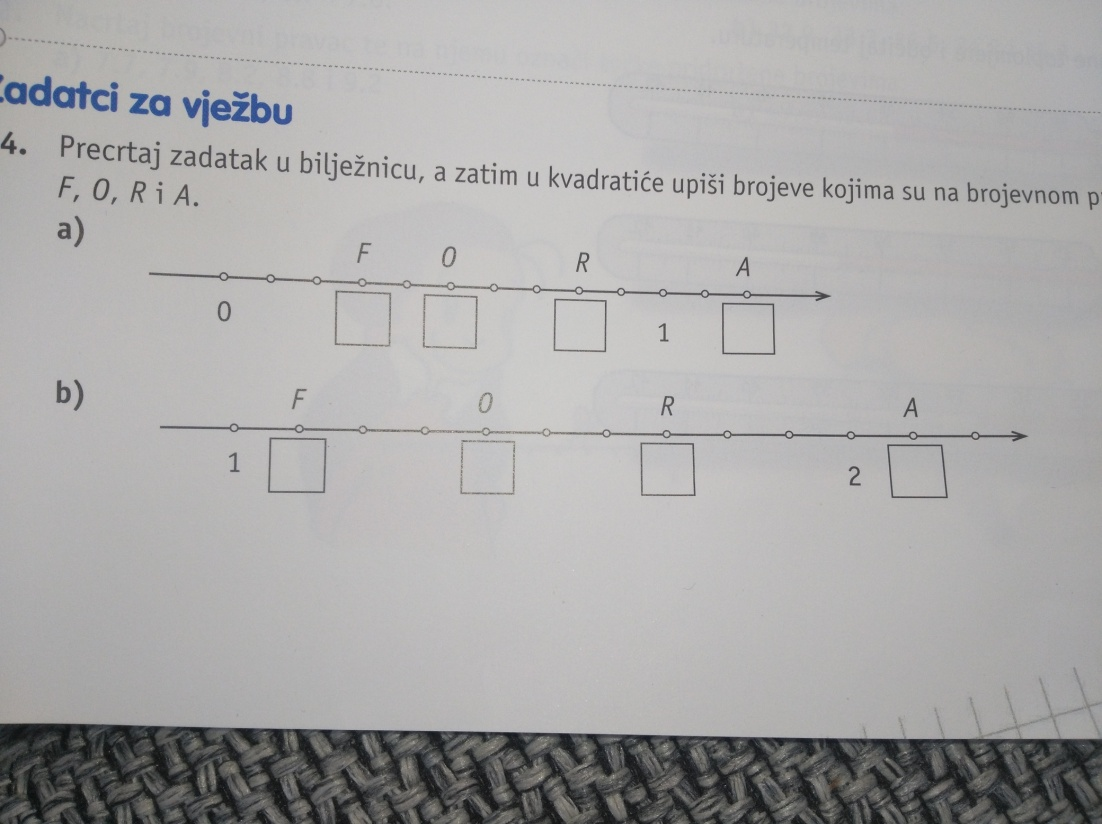 Zadatci za vježbu
4. Precrtaj zadatak u bilježnicu, a zatim u kvadratiće upiši brojeve kojima su na brojevnom
F, O, R i A.
a)
F O R A
0 1
b)
F O R A
1 2